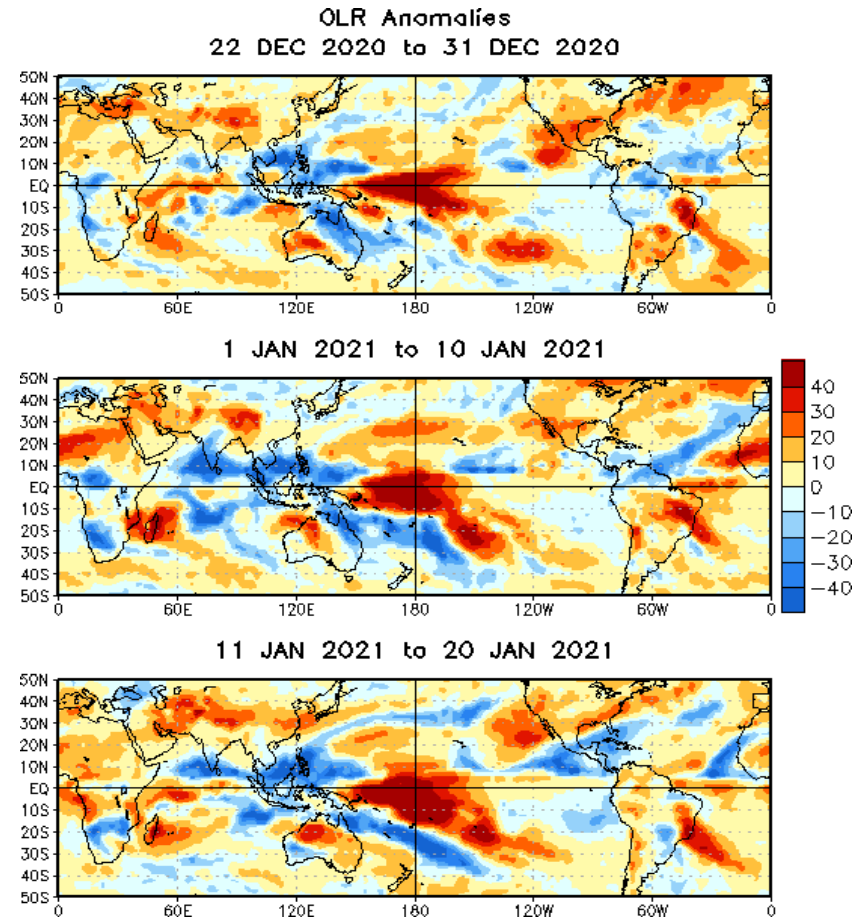 OLR Anomalies
22 DEC 2020 to 31 DEC 2020
50N
40N
30N
20N
10N
EQ
10S
20S
30S
40S
50S
0 60E 120E 180 120W 60W 0
1 JAN 2021 to 10 JAN 2021
50N
40N
30N
20N
10N
EQ
10S
20S
30S
40S
50S
0 60E 120E 180 120W 60W 0
40
30
20
10
0
−10
−20
−30
−40
11 JAN 2021 to 20 JAN 2021
50N
40N
30N
20N
10N
EQ
10S
20S
30S
40S
50S
0 60E 120E 180 120W 60W 0